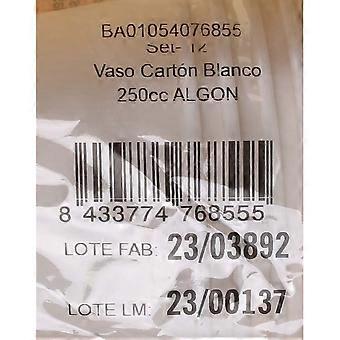 BA01054076855
Set- 12
Vaso Cartón Blanco
250cc ALGON
8 433774 768555
LOTE FAB: 23/03892
LOTE LM: 23/00137